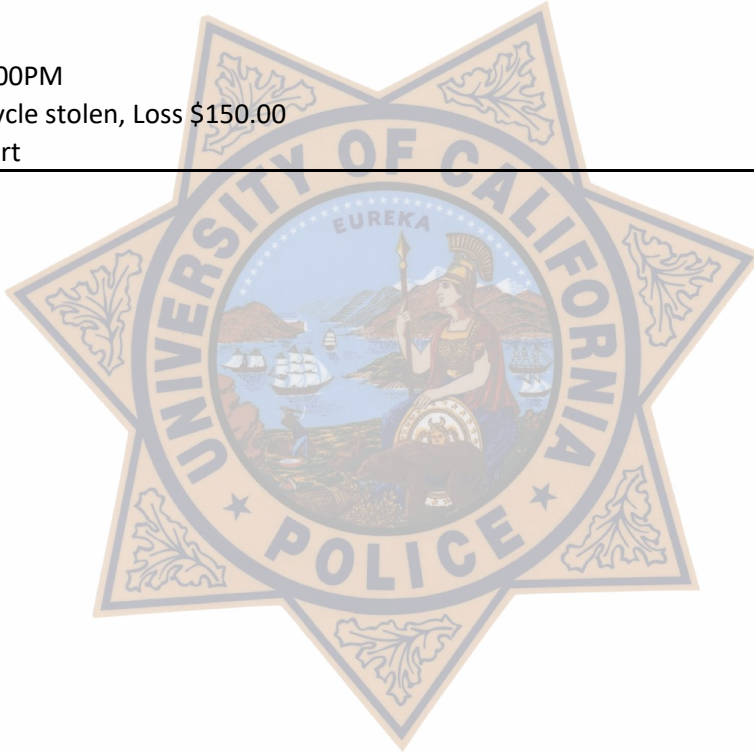 00PM
ycle stolen, Loss $150.00
rt
UNIVERSITY OF CALIFORNIA
EUREKA
POLICE